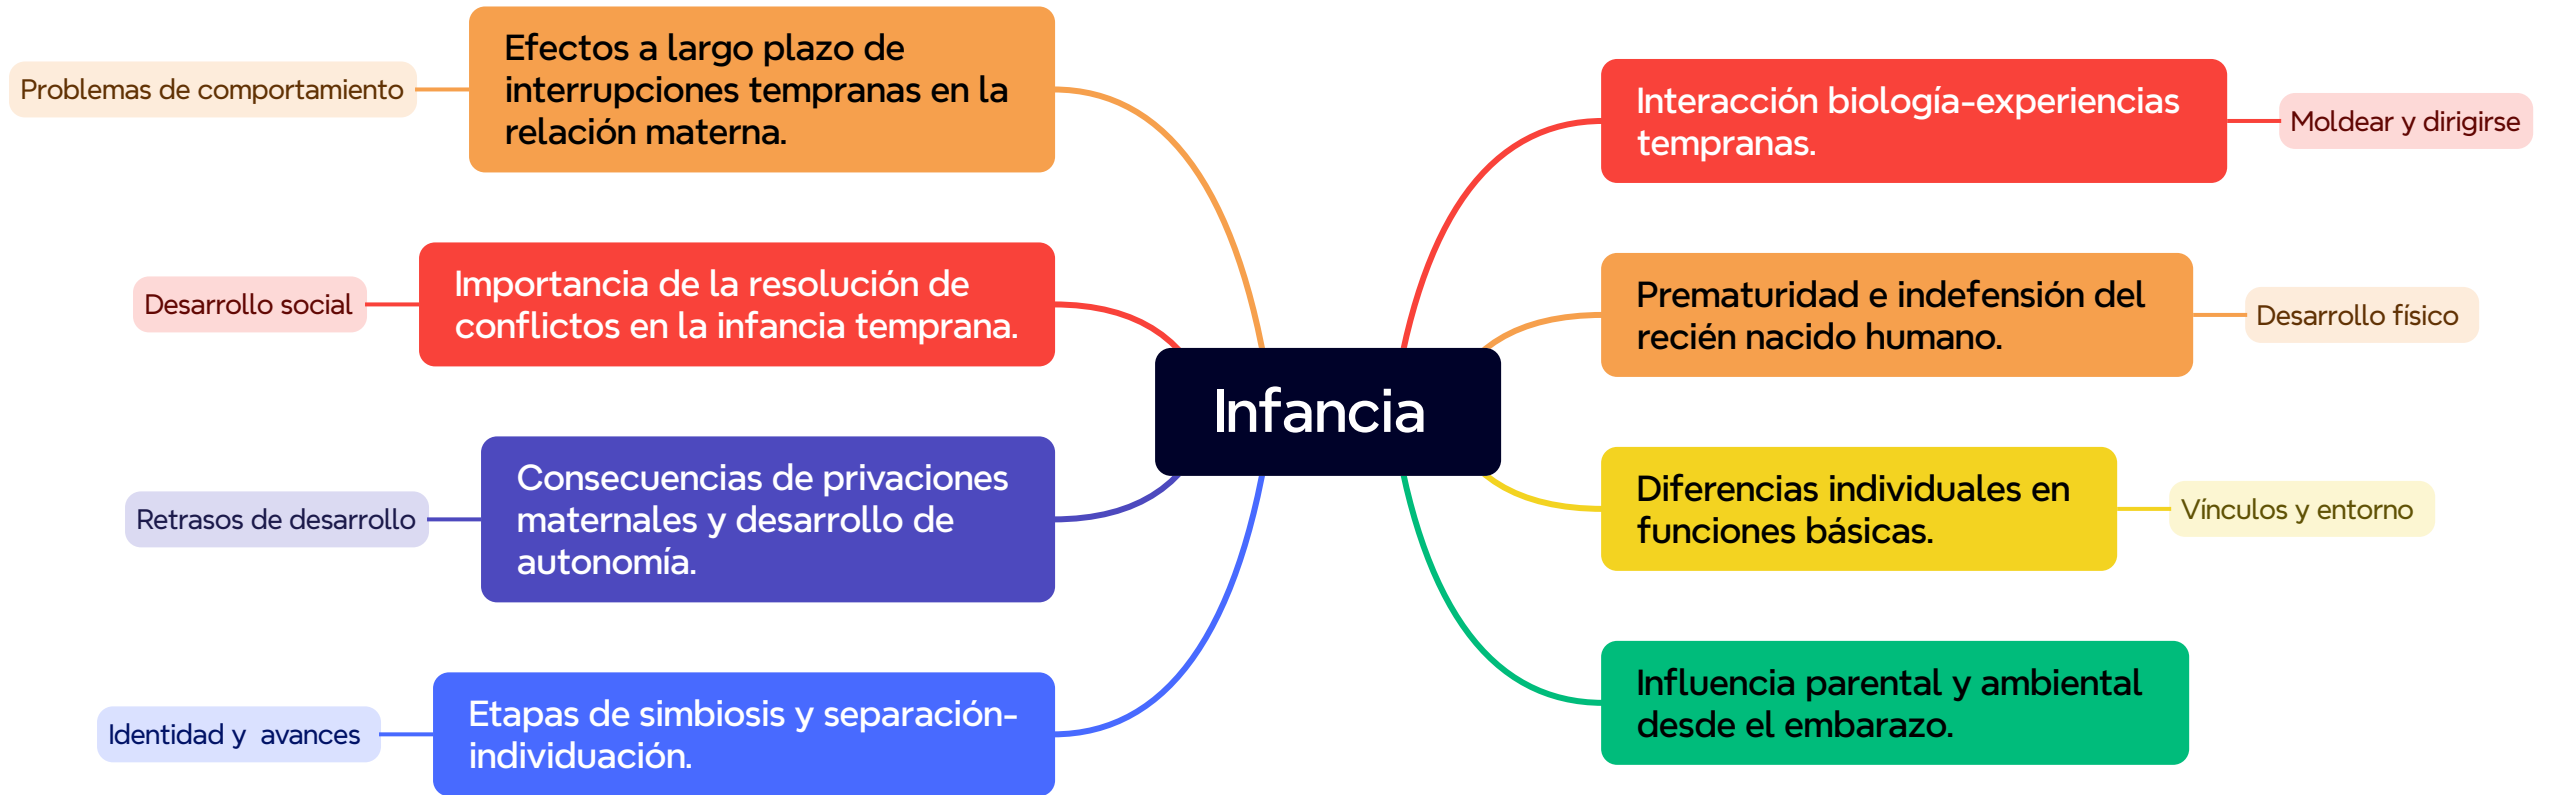 Infancia
Interacción biología-experiencias
tempranas.
Moldear y dirigirse
Prematuridad e indefensión del
recién nacido humano.
Desarrollo físico
Diferencias individuales en
funciones básicas.
Vínculos y entorno
Influencia parental y ambiental
desde el embarazo.
Efectos a largo plazo de
interrupciones tempranas en la
relación materna.
Problemas de comportamiento
Importancia de la resolución de
conflictos en la infancia temprana.
Desarrollo social
Consecuencias de privaciones
maternales y desarrollo de
autonomía.
Retrasos de desarrollo
Etapas de simbiosis y separación-
individuación.
Identidad y  avances